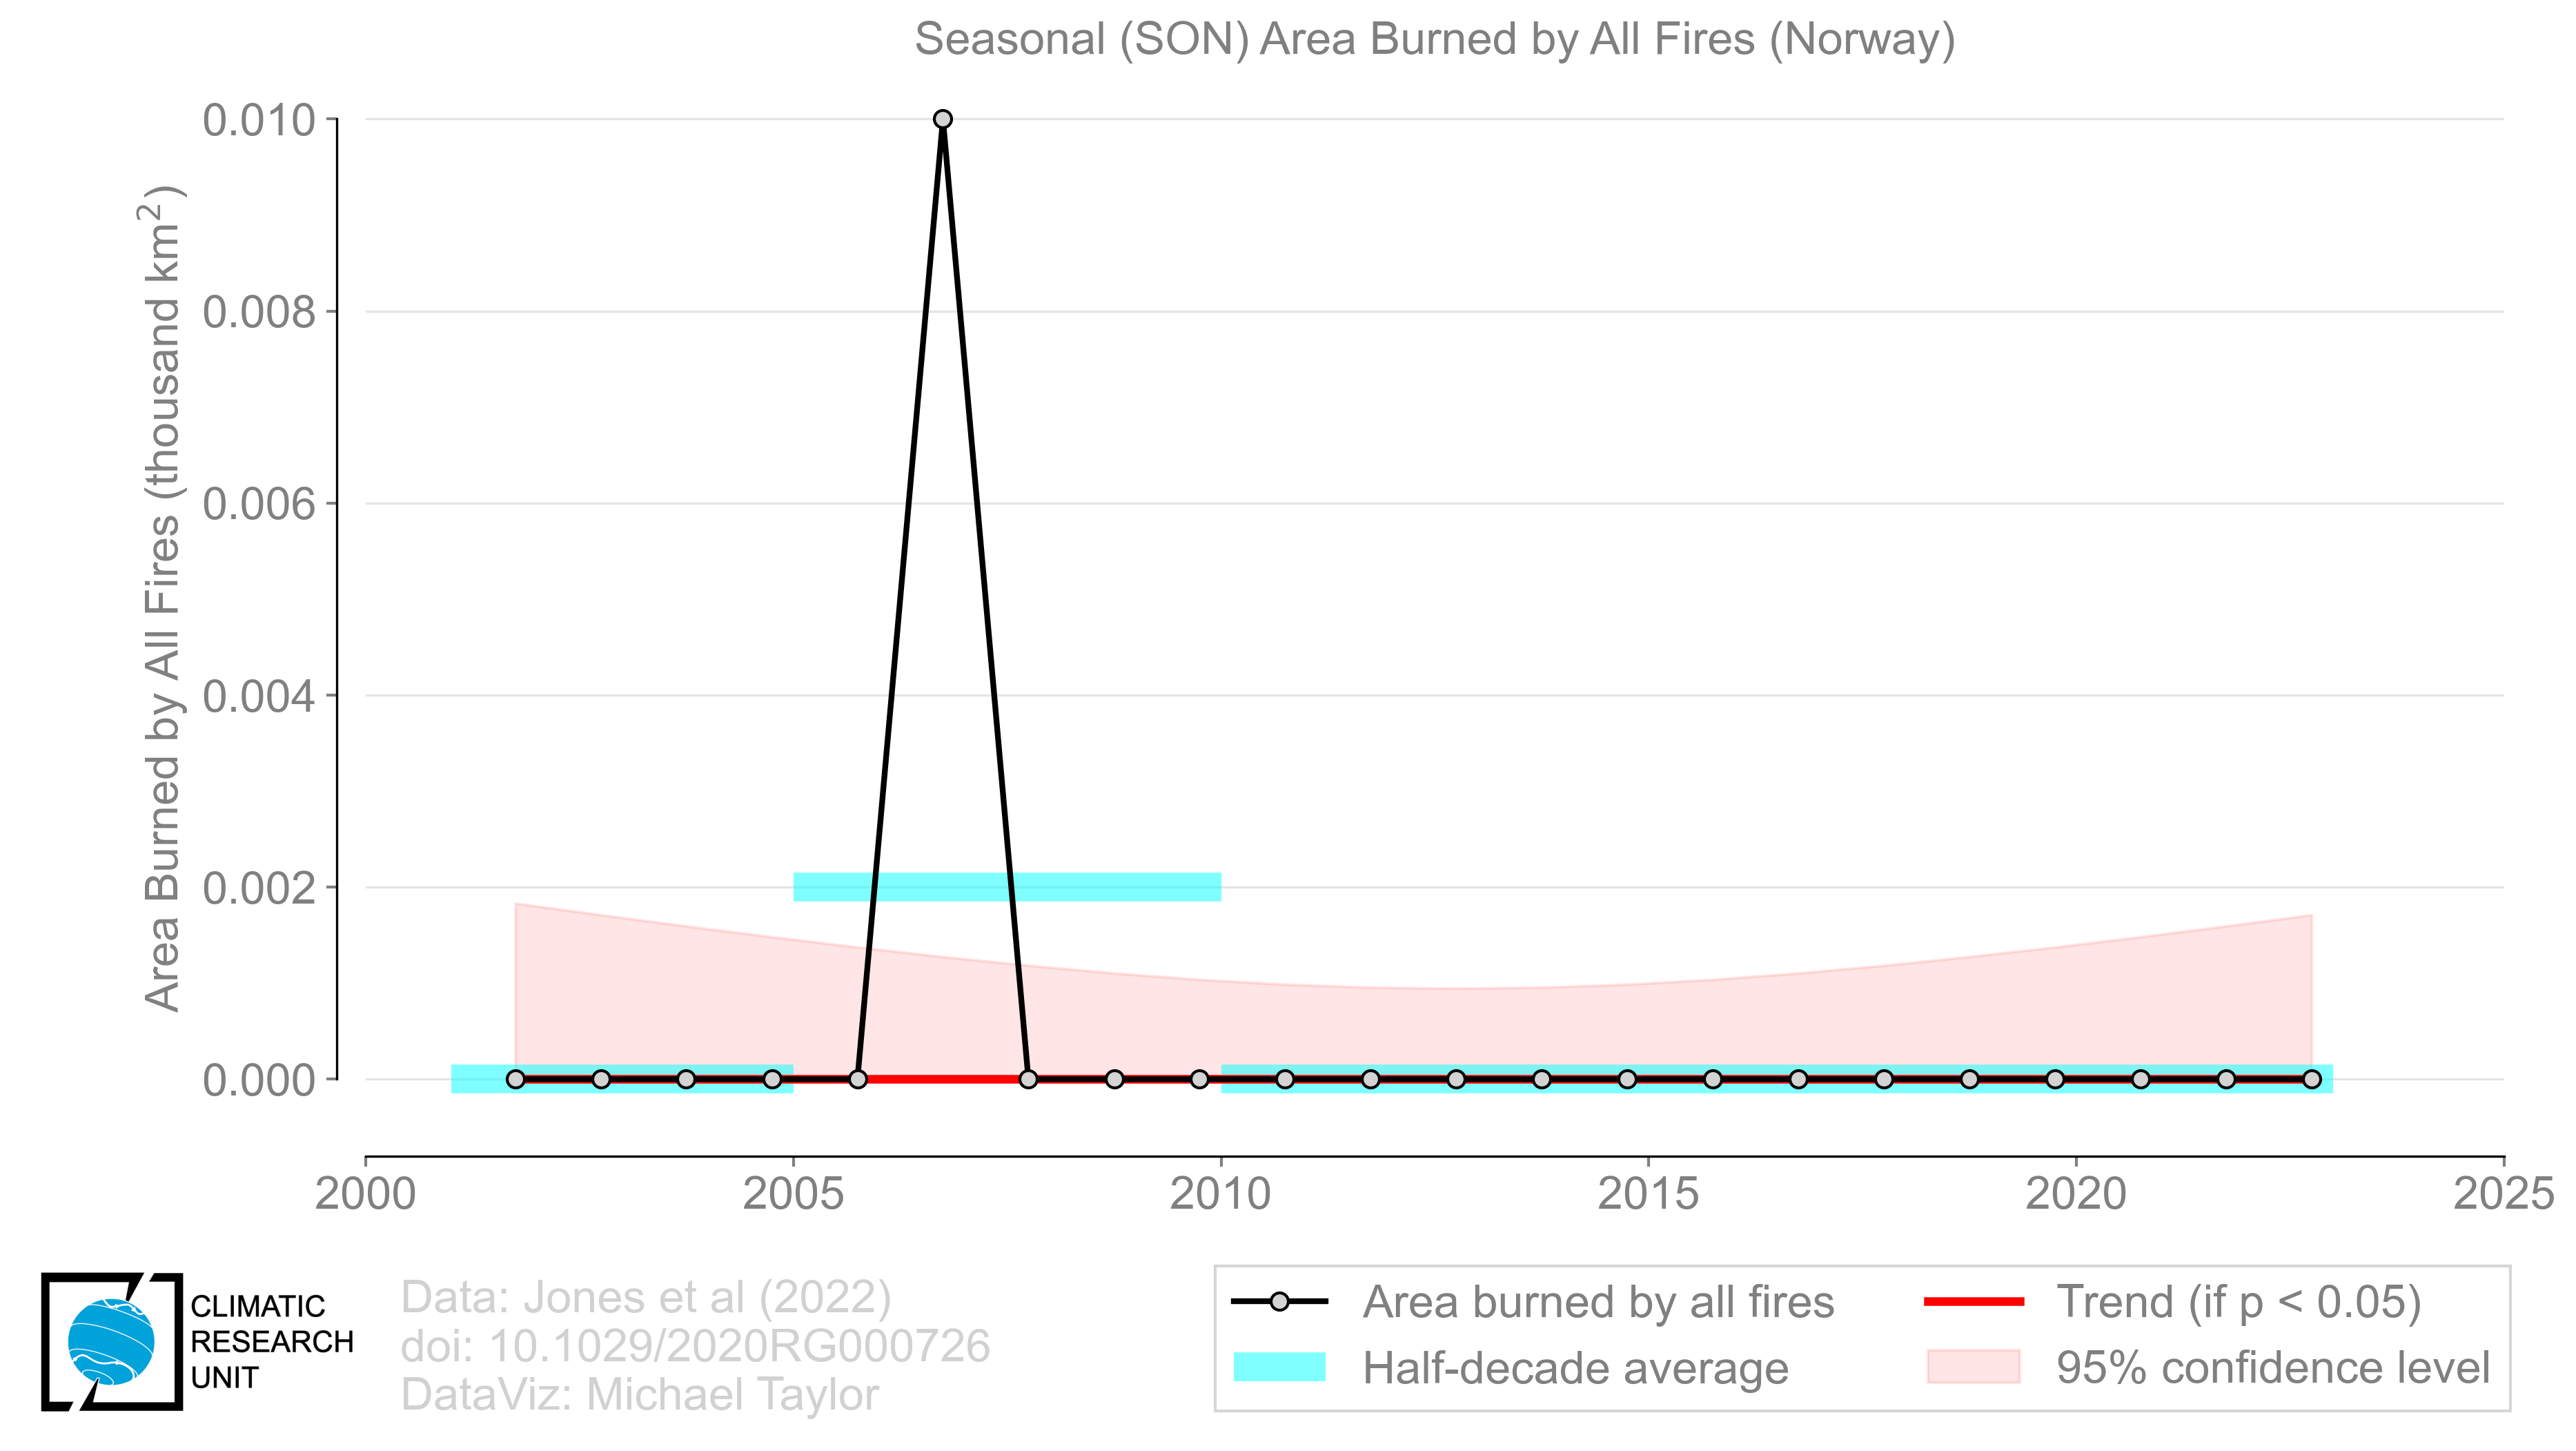 Seasonal (SON) Area Burned by All Fires (Norway)
Area Burned by All Fires (thousand km²)
0.010
0.008
0.006
0.004
0.002
0.000
2000
2005
2010
2015
2020
2025
CLIMATIC
RESEARCH
UNIT
Data: Jones et al (2022)
doi: 10.1029/2020RG000726
DataViz: Michael Taylor
Area burned by all fires
Half-decade average
Trend (if p < 0.05)
95% confidence level